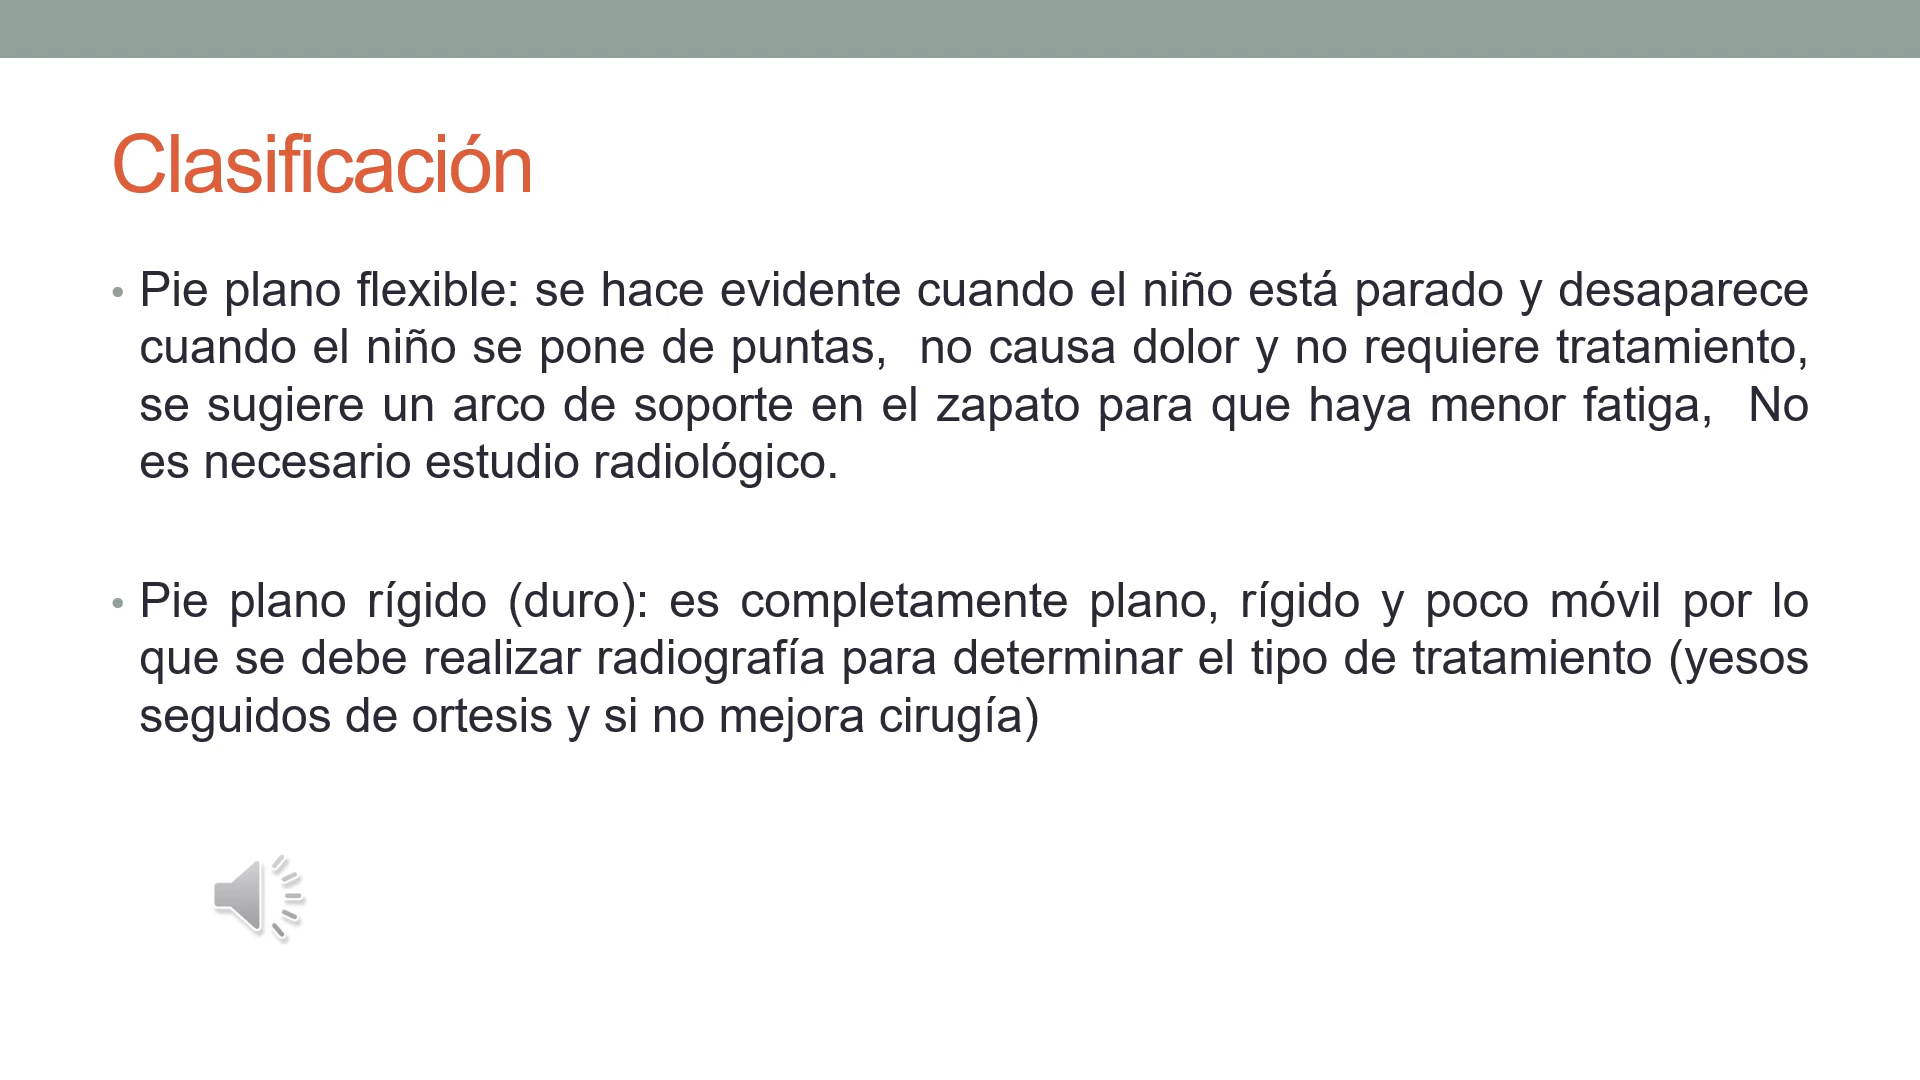 Clasificación
• Pie plano flexible: se hace evidente cuando el niño está parado y desaparece
cuando el niño se pone de puntas,  no causa dolor y no requiere tratamiento,
se sugiere un arco de soporte en el zapato para que haya menor fatiga,  No
es necesario estudio radiológico.
• Pie plano rígido (duro): es completamente plano, rígido y poco móvil por lo
que se debe realizar radiografía para determinar el tipo de tratamiento (yesos
seguidos de ortesis y si no mejora cirugía)